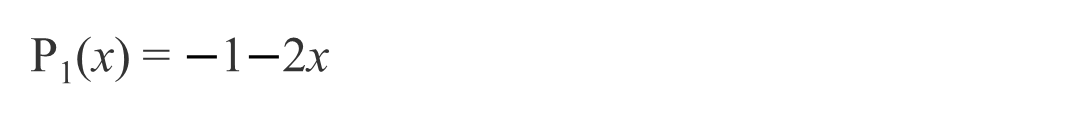 P₁(x) = −1−2x